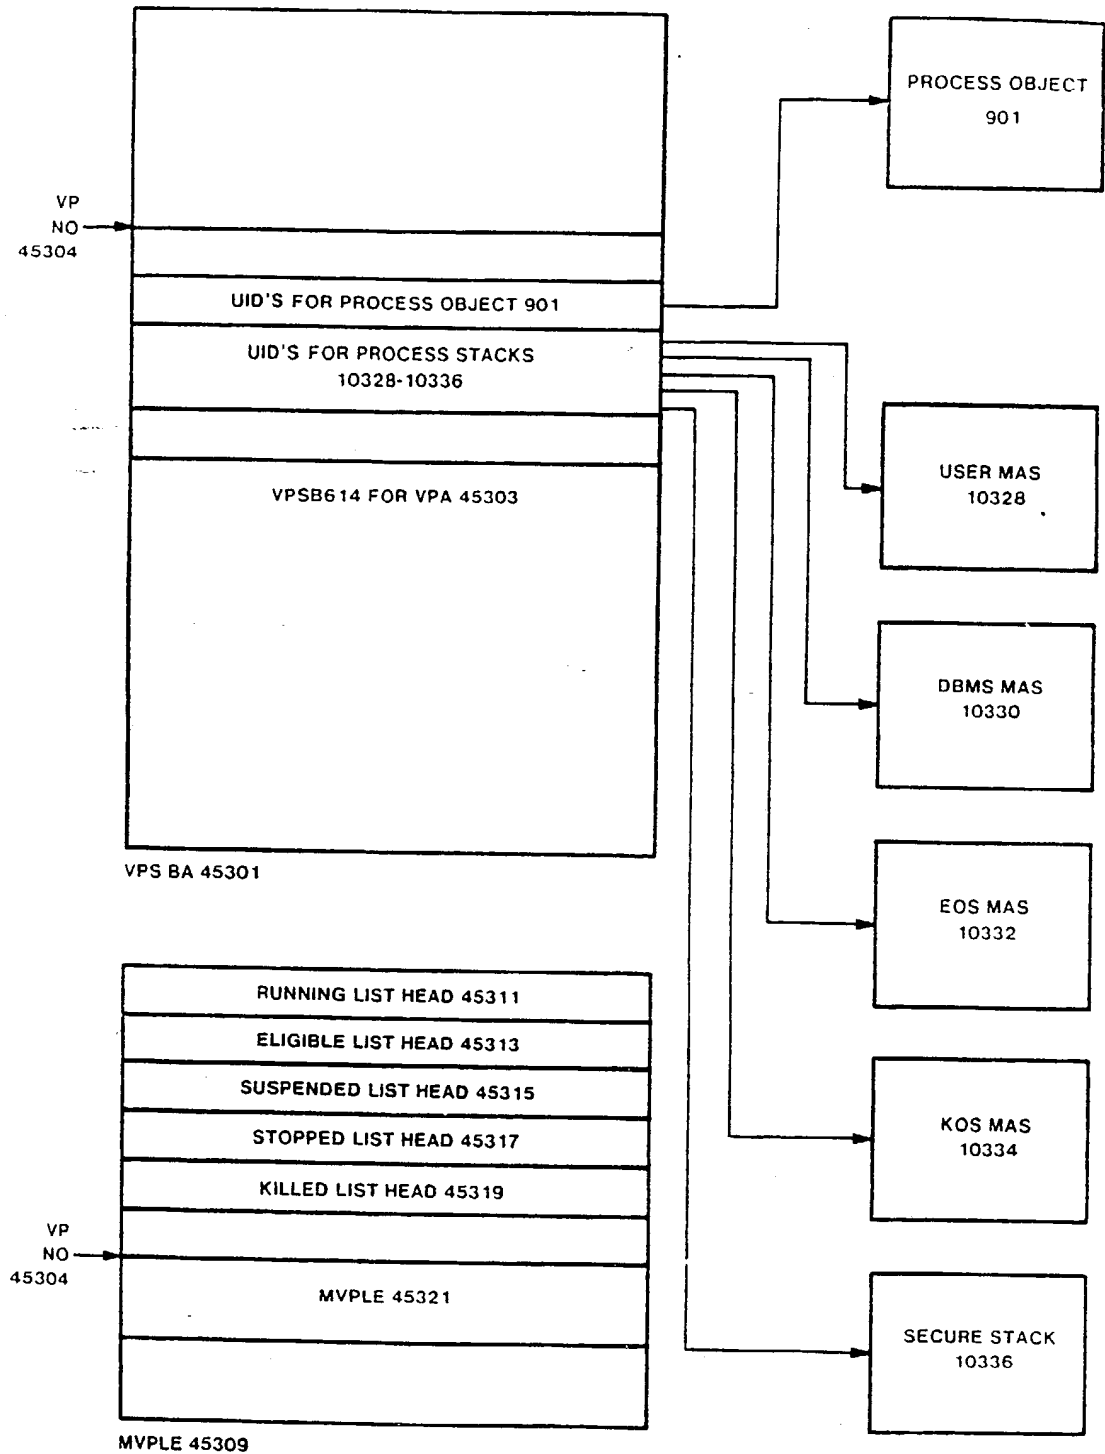 PROCESS OBJECT
901
VP
NO
45304
UID'S FOR PROCESS OBJECT 901
UID'S FOR PROCESS STACKS
10328-10336
VPSB614 FOR VPA 45303
VPS BA 45301
USER MAS
10328
DBMS MAS
10330
EOS MAS
10332
KOS MAS
10334
SECURE STACK
10336
RUNNING LIST HEAD 45311
ELIGIBLE LIST HEAD 45313
SUSPENDED LIST HEAD 45315
STOPPED LIST HEAD 45317
KILLED LIST HEAD 45319
VP
NO
45304
MVPLE 45321
MVPLE 45309